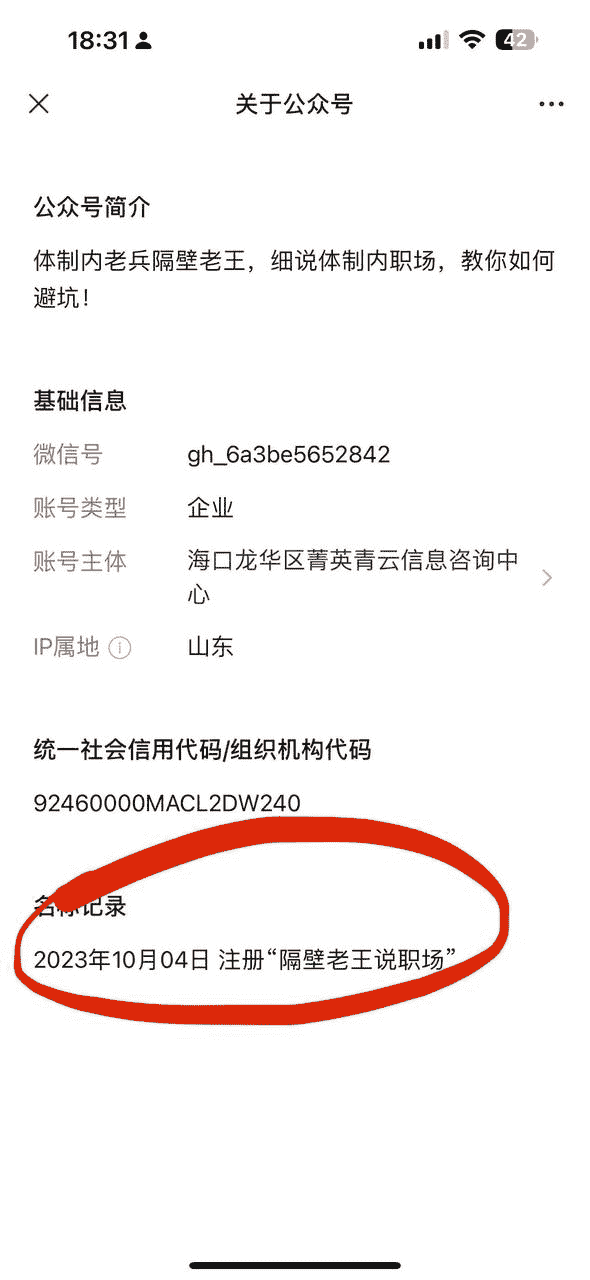 18:31
42
关于公众号
公众号简介
体制内老兵隔壁老王，细说体制内职场，教你如何
避坑！
基础信息
微信号 gh_6a3be5652842
账号类型 企业
账号主体 海口龙华区菁英青云信息咨询中
心
IP属地 山东
统一社会信用代码/组织机构代码
92460000MACL2DW240
名称记录
2023年10月04日 注册“隔壁老王说职场”